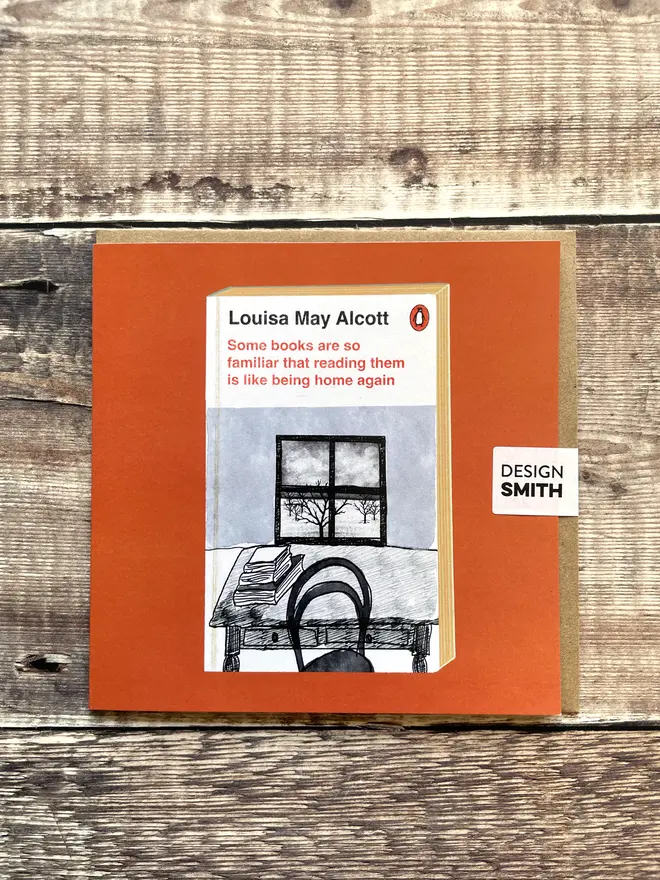 Louisa May Alcott
Some books are so
familiar that reading them
is like being home again
DESIGN
SMITH